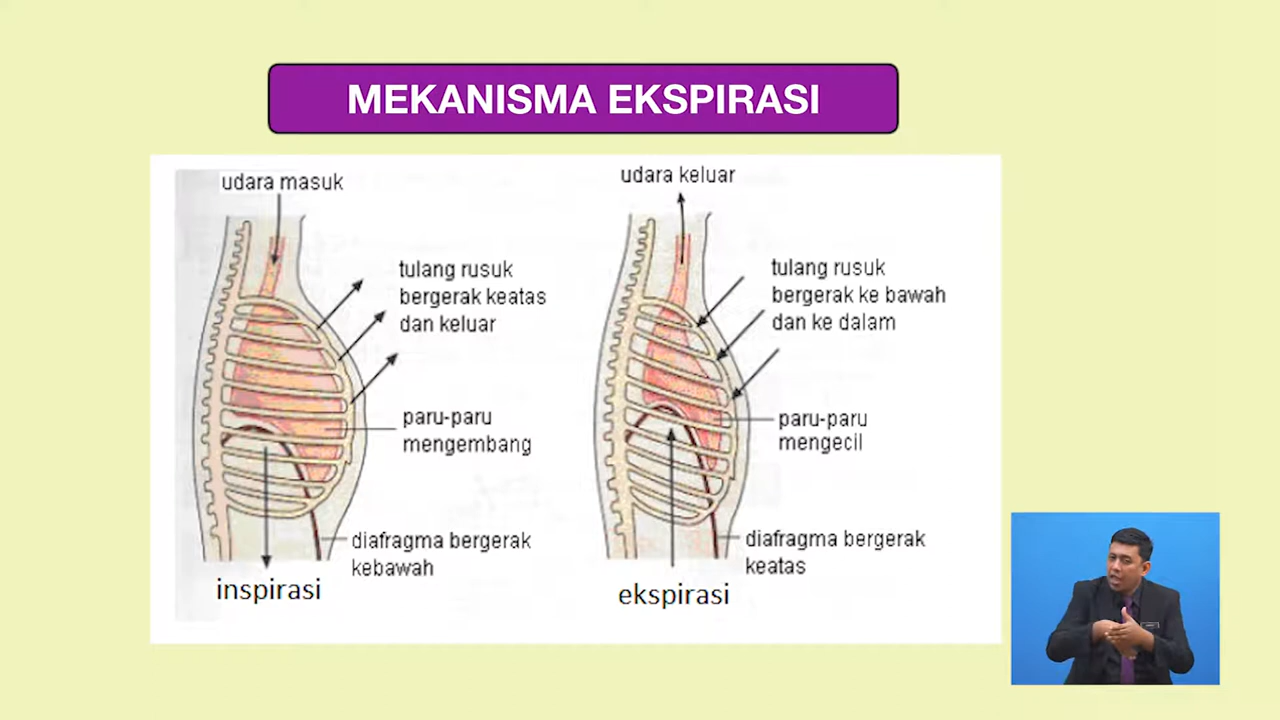 MEKANISMA EKSPIRASI
udara masuk
tulang rusuk
bergerak keatas
dan keluar
paru-paru
mengembang
diafragma bergerak
kebawah
inspirasi
udara keluar
tulang rusuk
bergerak ke bawah
dan ke dalam
paru-paru
mengecil
diafragma bergerak
keatas
ekspirasi